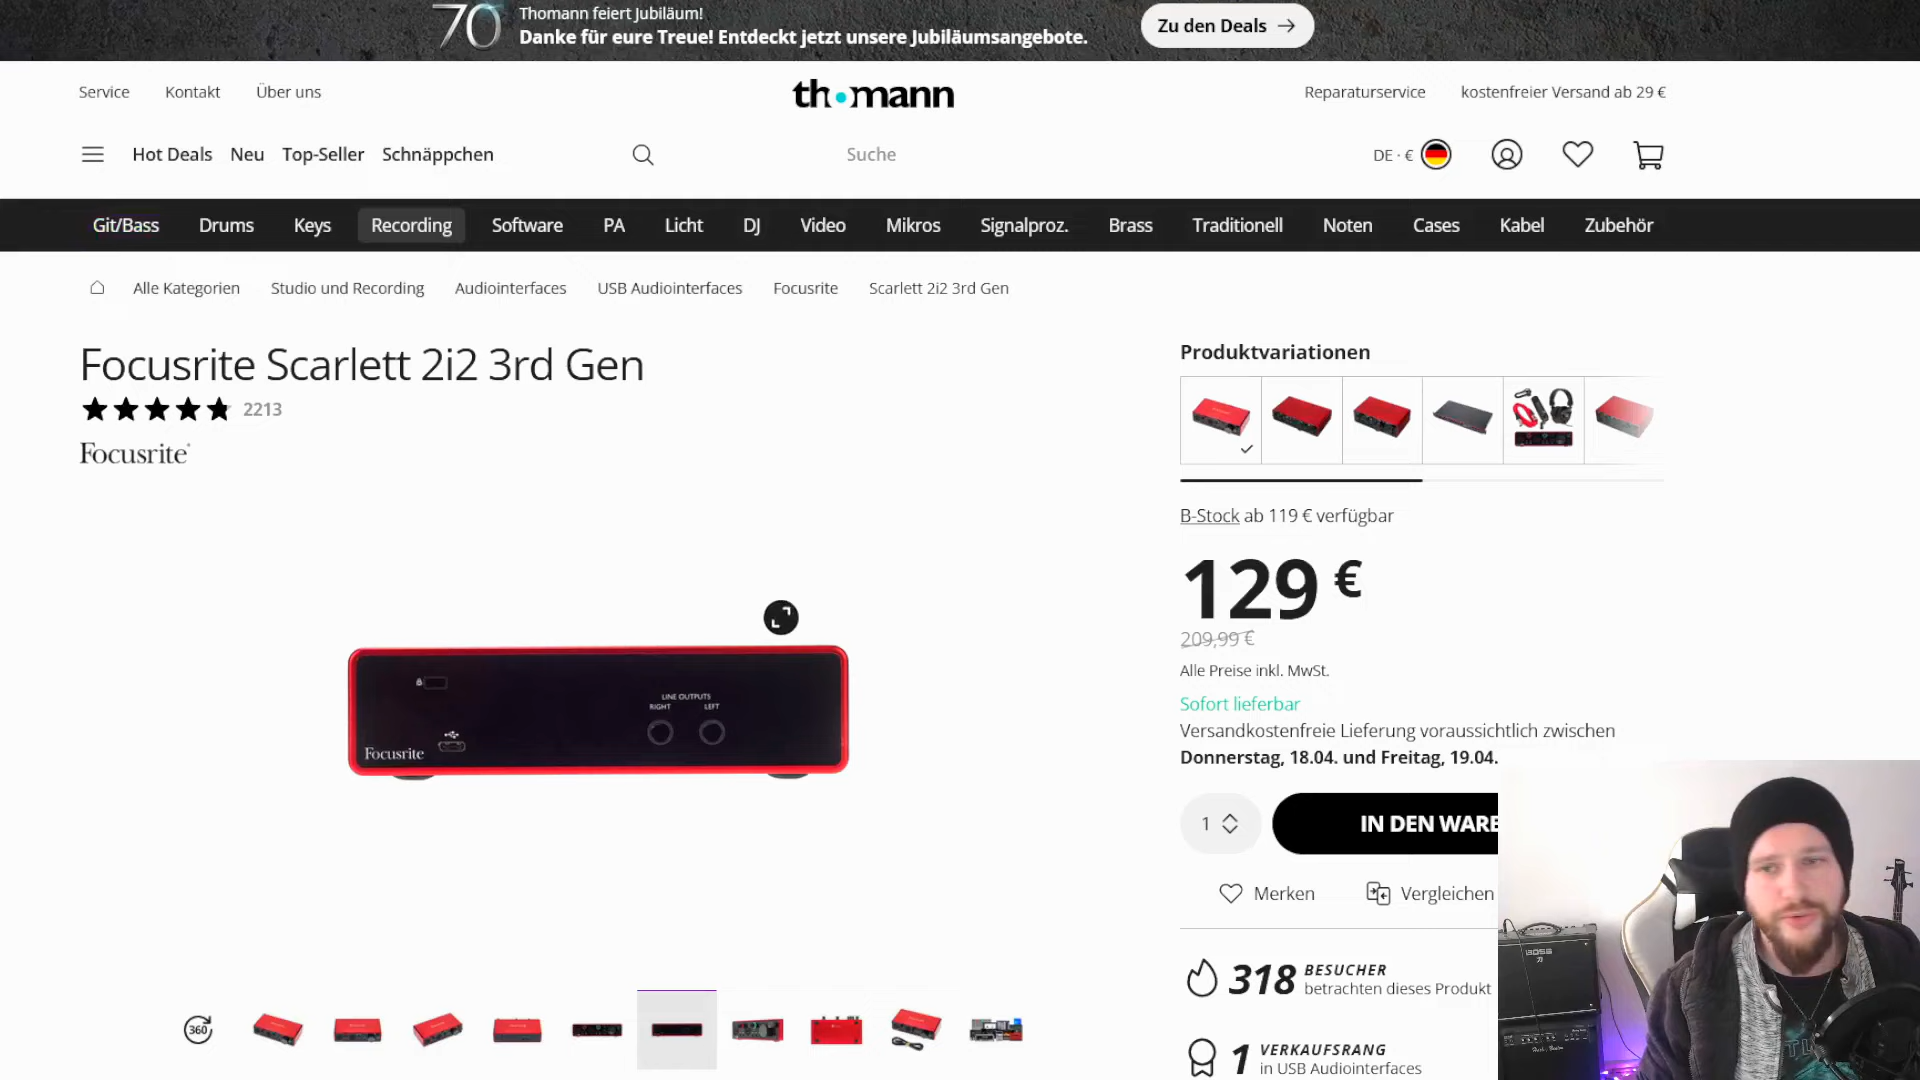 70
Thomann feiert Jubiläum!
Danke für eure Treue! Entdeckt jetzt unsere Jubiläumsangebote.
Zu den Deals
Service Kontakt Über uns
thomann
Reparaturservice kostenfreier Versand ab 29 €
Hot Deals Neu Top-Seller Schnäppchen
Suche
DE · €
Git/Bass Drums Keys Recording Software PA Licht DJ Video Mikros Signalproz. Brass Traditionell Noten Cases Kabel Zubehör
Alle Kategorien Studio und Recording Audiointerfaces USB Audiointerfaces Focusrite Scarlett 2i2 3rd Gen
Focusrite Scarlett 2i2 3rd Gen
2213
Focusrite
LINE OUTPUTS
RIGHT LEFT
Focusrite
360
Produktvariationen
B-Stock ab 119 € verfügbar
129 €
209,99 €
Alle Preise inkl. MwSt.
Sofort lieferbar
Versandkostenfreie Lieferung voraussichtlich zwischen
Donnerstag, 18.04. und Freitag, 19.04.
1
IN DEN WARE
Merken Vergleichen
318 BESUCHER
betrachten dieses Produkt
1 VERKAUFSRANG
in USB Audiointerfaces
BOSS